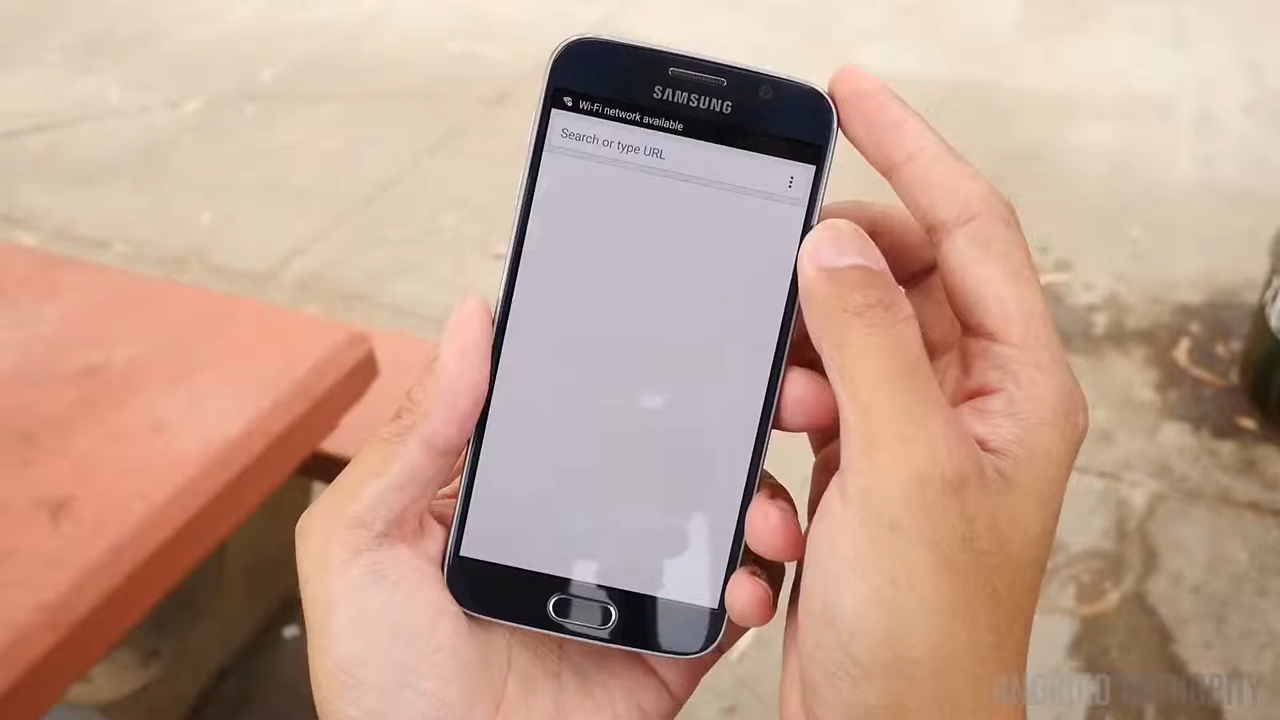 SAMSUNG
Wi-Fi network available
Search or type URL
ANDROID AUTHORITY